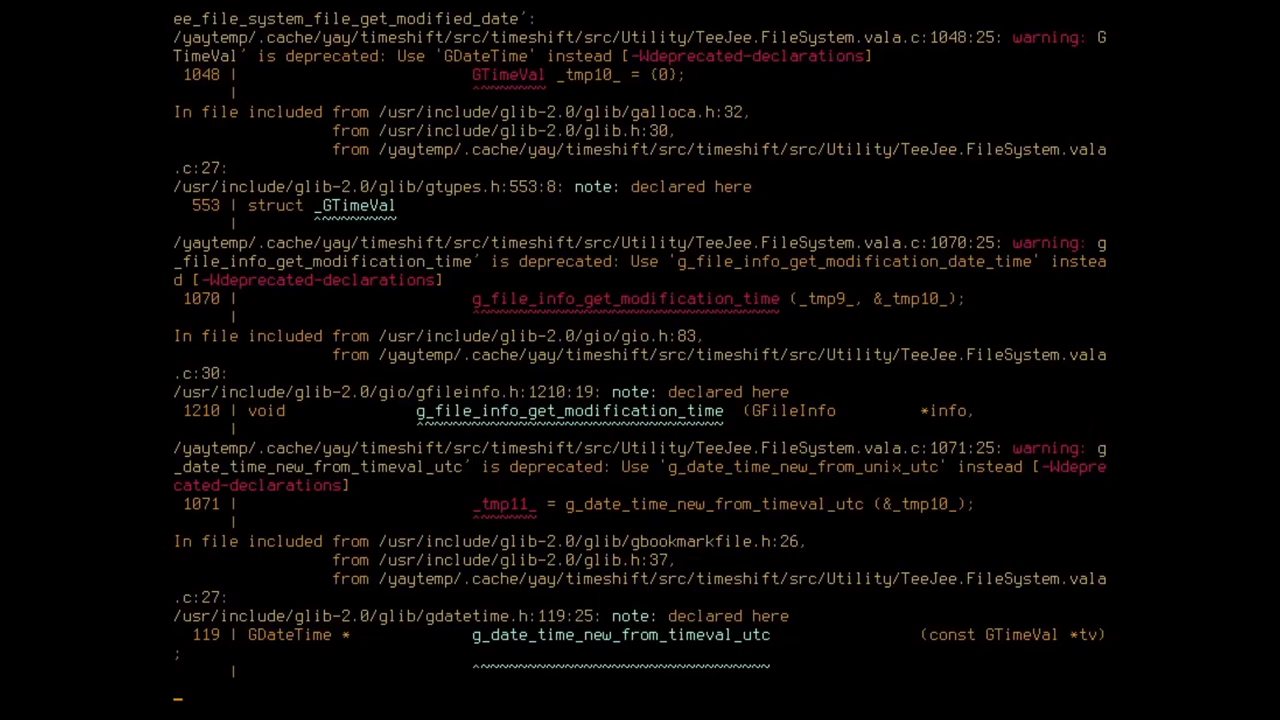 ee_file_system_file_get_modified_date´:
/yaytemp/.cache/yay/timeshift/src/timeshift/src/Utility/TeeJee.FileSystem.vala.c:1048:25: warning: G
TimeVal´ is deprecated: Use 'GDateTime' instead [-Wdeprecated-declarations]
1048 | GTimeVal _tmp10_ = {0};
| ^~~~~~~~
In file included from /usr/include/glib-2.0/glib/galloca.h:32,
from /usr/include/glib-2.0/glib.h:30,
from /yaytemp/.cache/yay/timeshift/src/timeshift/src/Utility/TeeJee.FileSystem.vala
.c:27:
/usr/include/glib-2.0/glib/gtypes.h:553:8: note: declared here
553 | struct _GTimeVal
| ^~~~~~~~~
/yaytemp/.cache/yay/timeshift/src/timeshift/src/Utility/TeeJee.FileSystem.vala.c:1070:25: warning: g
_file_info_get_modification_time´ is deprecated: Use 'g_file_info_get_modification_date_time' instea
d [-Wdeprecated-declarations]
1070 | g_file_info_get_modification_time (_tmp9_, &_tmp10_);
| ^~~~~~~~~~~~~~~~~~~~~~~~~~~~~~~~~
In file included from /usr/include/glib-2.0/gio/gio.h:83,
from /yaytemp/.cache/yay/timeshift/src/timeshift/src/Utility/TeeJee.FileSystem.vala
.c:30:
/usr/include/glib-2.0/gio/gfileinfo.h:1210:19: note: declared here
1210 | void g_file_info_get_modification_time (GFileInfo *info,
| ^~~~~~~~~~~~~~~~~~~~~~~~~~~~~~~~~
/yaytemp/.cache/yay/timeshift/src/timeshift/src/Utility/TeeJee.FileSystem.vala.c:1071:25: warning: g
_date_time_new_from_timeval_utc´ is deprecated: Use 'g_date_time_new_from_unix_utc' instead [-Wdepre
cated-declarations]
1071 | _tmp11_ = g_date_time_new_from_timeval_utc (&_tmp10_);
| ^~~~~~~
In file included from /usr/include/glib-2.0/glib/gbookmarkfile.h:26,
from /usr/include/glib-2.0/glib.h:37,
from /yaytemp/.cache/yay/timeshift/src/timeshift/src/Utility/TeeJee.FileSystem.vala
.c:27:
/usr/include/glib-2.0/glib/gdatetime.h:119:25: note: declared here
119 | GDateTime * g_date_time_new_from_timeval_utc (const GTimeVal *tv)
;
| ^~~~~~~~~~~~~~~~~~~~~~~~~~~~~~~~